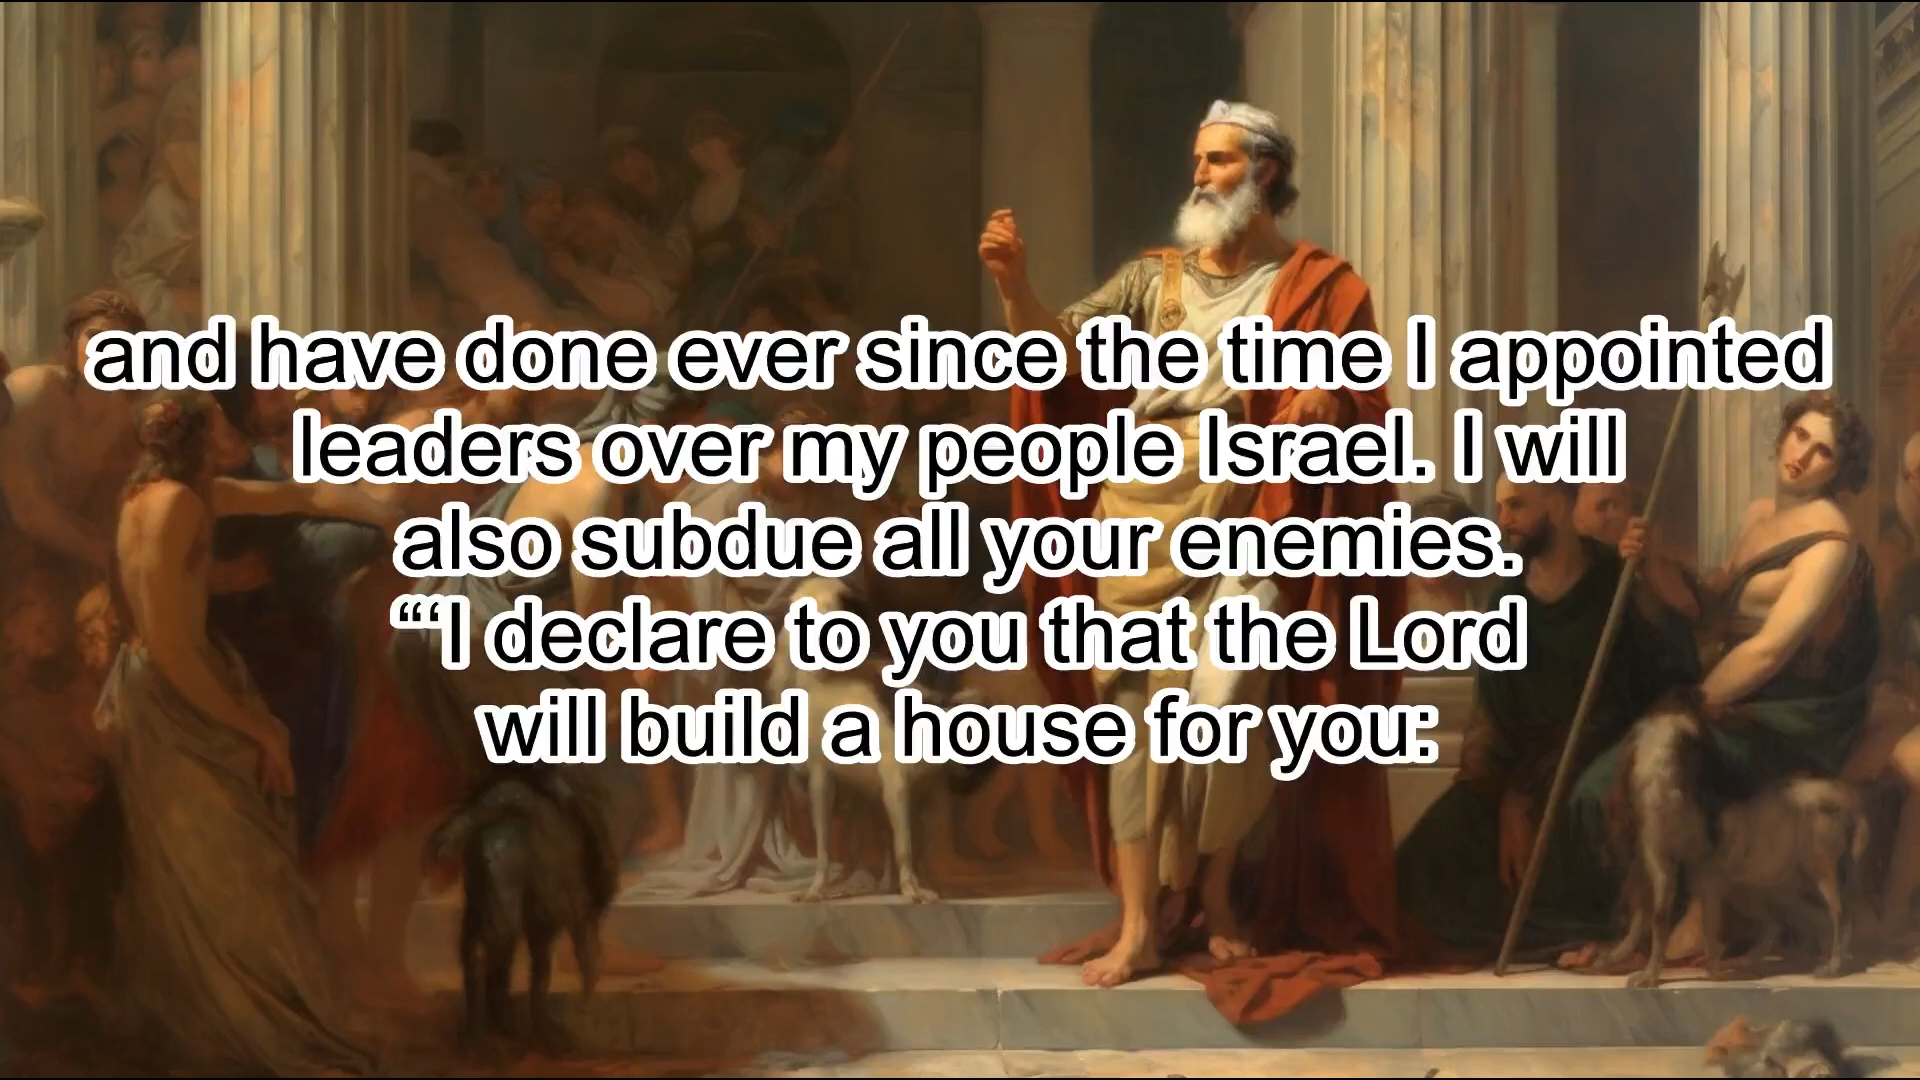 and have done ever since the time I appointed
leaders over my people Israel. I will
also subdue all your enemies.
“‘I declare to you that the Lord
will build a house for you: